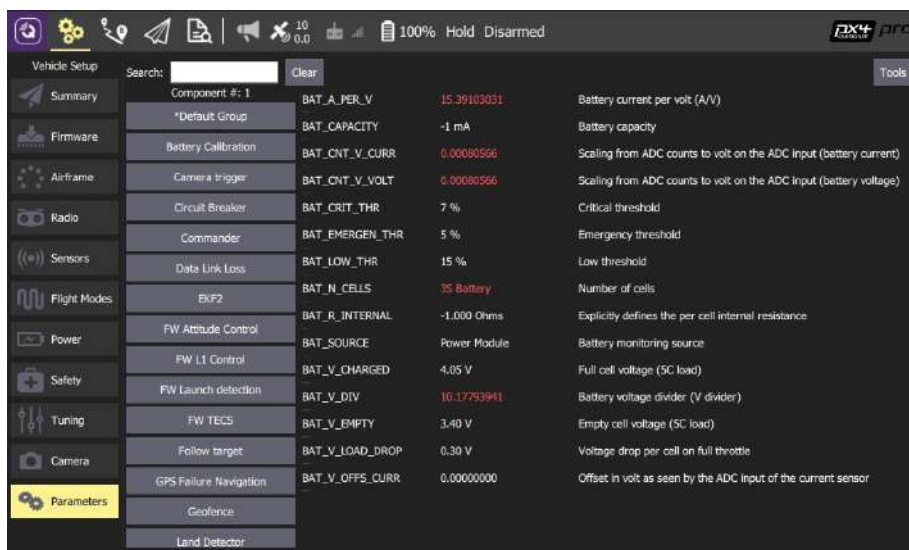 10
0.0
100% Hold Disarmed
px4 pro
Vehicle Setup
Summary
Firmware
Airframe
Radio
Sensors
Flight Modes
Power
Safety
Tuning
Camera
Parameters
Search:
Clear
Tools
Component #: 1
*Default Group
Battery Calibration
Camera trigger
Circuit Breaker
Commander
Data Link Loss
EKF2
FW Attitude Control
FW L1 Control
FW Launch detection
FW TECS
Follow target
GPS Failure Navigation
Geofence
Land Detector
BAT_A_PER_V 15.39103031 Battery current per volt (A/V)
BAT_CAPACITY -1 mA Battery capacity
BAT_CNT_V_CURR 0.00080566 Scaling from ADC counts to volt on the ADC input (battery current)
BAT_CNT_V_VOLT 0.00080566 Scaling from ADC counts to volt on the ADC input (battery voltage)
BAT_CRIT_THR 7 % Critical threshold
BAT_EMERGEN_THR 5 % Emergency threshold
BAT_LOW_THR 15 % Low threshold
BAT_N_CELLS 3S Battery Number of cells
BAT_R_INTERNAL -1.000 Ohms Explicitly defines the per cell internal resistance
BAT_SOURCE Power Module Battery monitoring source
BAT_V_CHARGED 4.05 V Full cell voltage (5C load)
BAT_V_DIV 10.17793941 Battery voltage divider (V divider)
BAT_V_EMPTY 3.40 V Empty cell voltage (5C load)
BAT_V_LOAD_DROP 0.30 V Voltage drop per cell on full throttle
BAT_V_OFFS_CURR 0.00000000 Offset in volt as seen by the ADC input of the current sensor